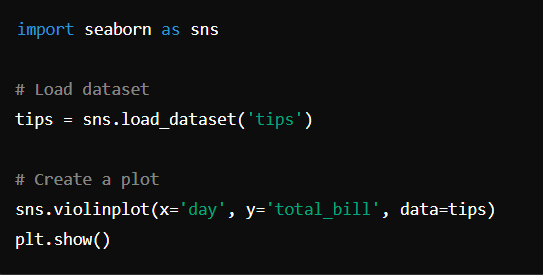 import seaborn as sns
# Load dataset
tips = sns.load_dataset('tips')
# Create a plot
sns.violinplot(x='day', y='total_bill', data=tips)
plt.show()